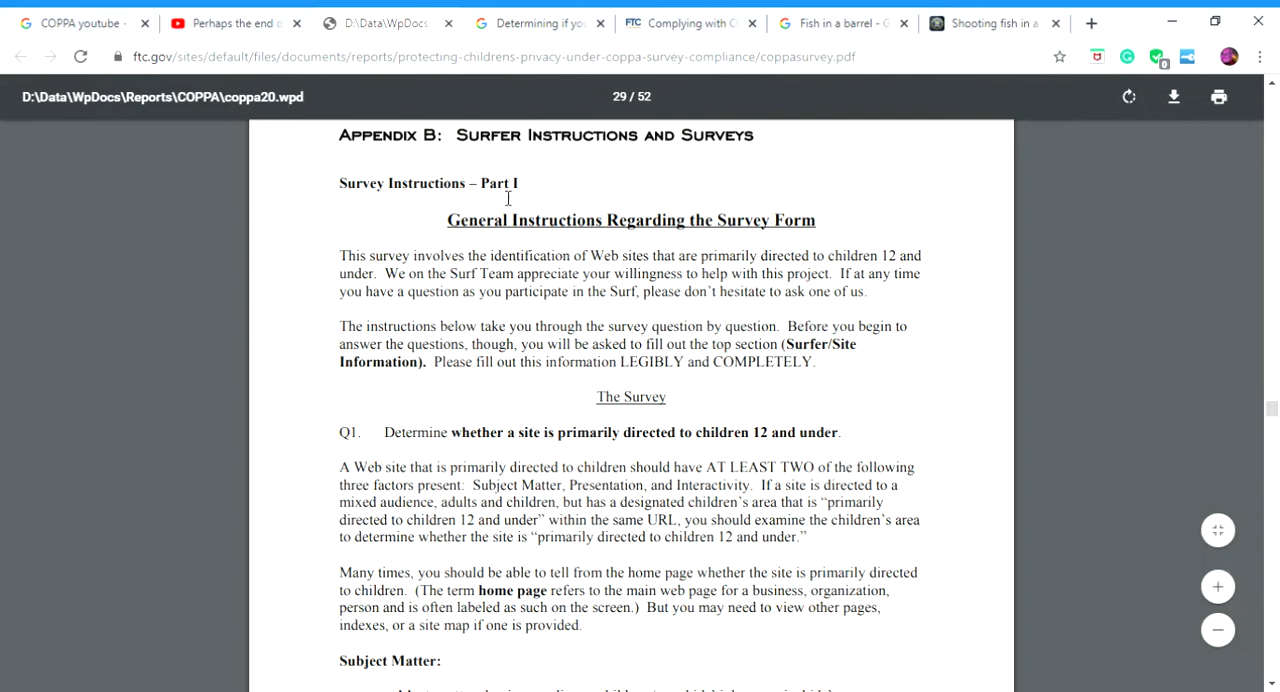 COPPA youtube -
Perhaps the end o
D:\Data\WpDocs
Determining if you
FTC Complying with C
Fish in a barrel - G
Shooting fish in a
ftc.gov/sites/default/files/documents/reports/protecting-childrens-privacy-under-coppa-survey-compliance/coppasurvey.pdf
0
D:\Data\WpDocs\Reports\COPPA\coppa20.wpd
29 / 52
APPENDIX B: SURFER INSTRUCTIONS AND SURVEYS
Survey Instructions – Part I
General Instructions Regarding the Survey Form
This survey involves the identification of Web sites that are primarily directed to children 12 and
under. We on the Surf Team appreciate your willingness to help with this project. If at any time
you have a question as you participate in the Surf, please don't hesitate to ask one of us.
The instructions below take you through the survey question by question. Before you begin to
answer the questions, though, you will be asked to fill out the top section (Surfer/Site
Information). Please fill out this information LEGIBLY and COMPLETELY.
The Survey
Q1. Determine whether a site is primarily directed to children 12 and under.
A Web site that is primarily directed to children should have AT LEAST TWO of the following
three factors present: Subject Matter, Presentation, and Interactivity. If a site is directed to a
mixed audience, adults and children, but has a designated children's area that is "primarily
directed to children 12 and under" within the same URL, you should examine the children's area
to determine whether the site is "primarily directed to children 12 and under."
Many times, you should be able to tell from the home page whether the site is primarily directed
to children. (The term home page refers to the main web page for a business, organization,
person and is often labeled as such on the screen.) But you may need to view other pages,
indexes, or a site map if one is provided.
Subject Matter: